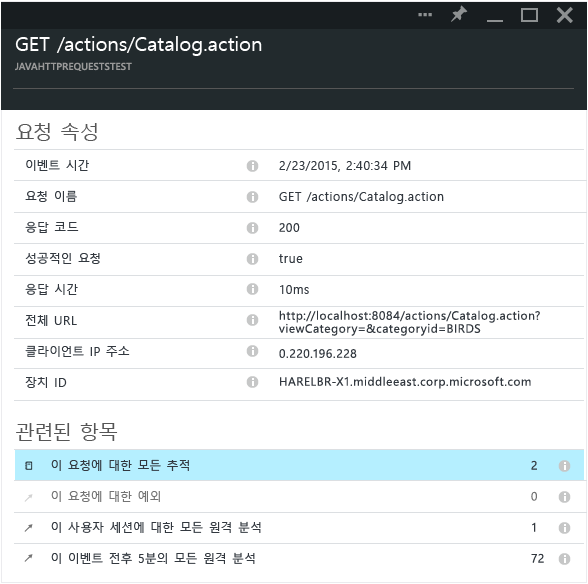 GET /actions/Catalog.action
JAVAHTTPREQUESTSTEST
요청 속성
이벤트 시간 2/23/2015, 2:40:34 PM
요청 이름 GET /actions/Catalog.action
응답 코드 200
성공적인 요청 true
응답 시간 10ms
전체 URL http://localhost:8084/actions/Catalog.action?
viewCategory=&categoryid=BIRDS
클라이언트 IP 주소 0.220.196.228
장치 ID HARELBR-X1.middleeast.corp.microsoft.com
관련된 항목
이 요청에 대한 모든 추적 2
이 요청에 대한 예외 0
이 사용자 세션에 대한 모든 원격 분석 1
이 이벤트 전후 5분의 모든 원격 분석 72